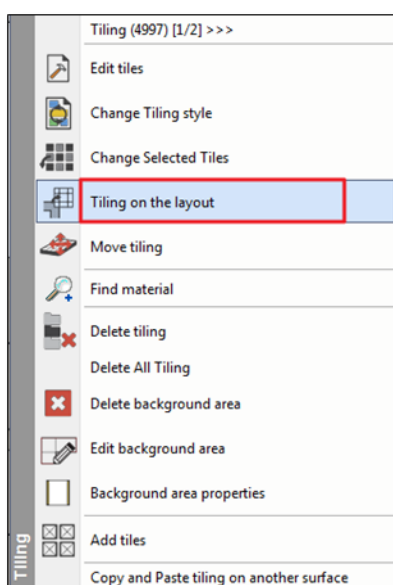 Tiling (4997) [1/2] >>>
Edit tiles
Change Tiling style
Change Selected Tiles
Tiling on the layout
Move tiling
Find material
Delete tiling
Delete All Tiling
Delete background area
Edit background area
Background area properties
Add tiles
Copy and Paste tiling on another surface
Tiling